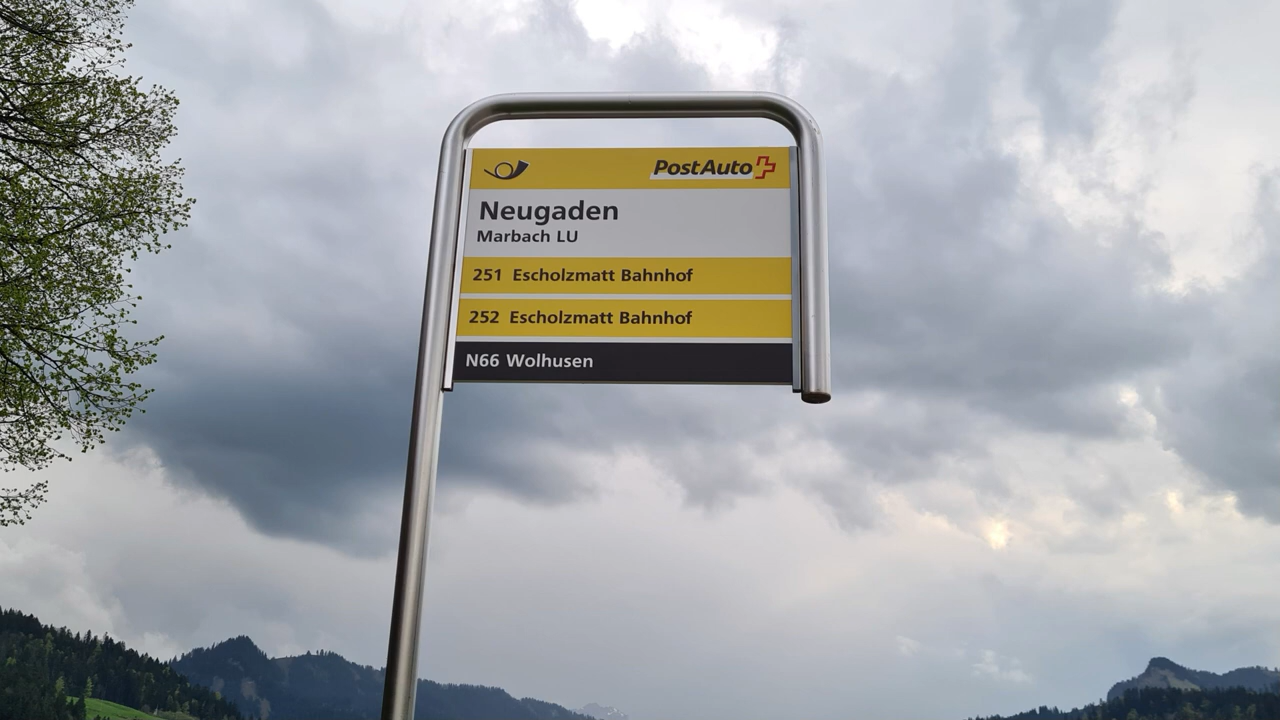 PostAuto
Neugaden
Marbach LU
251 Escholzmatt Bahnhof
252 Escholzmatt Bahnhof
N66 Wolhusen